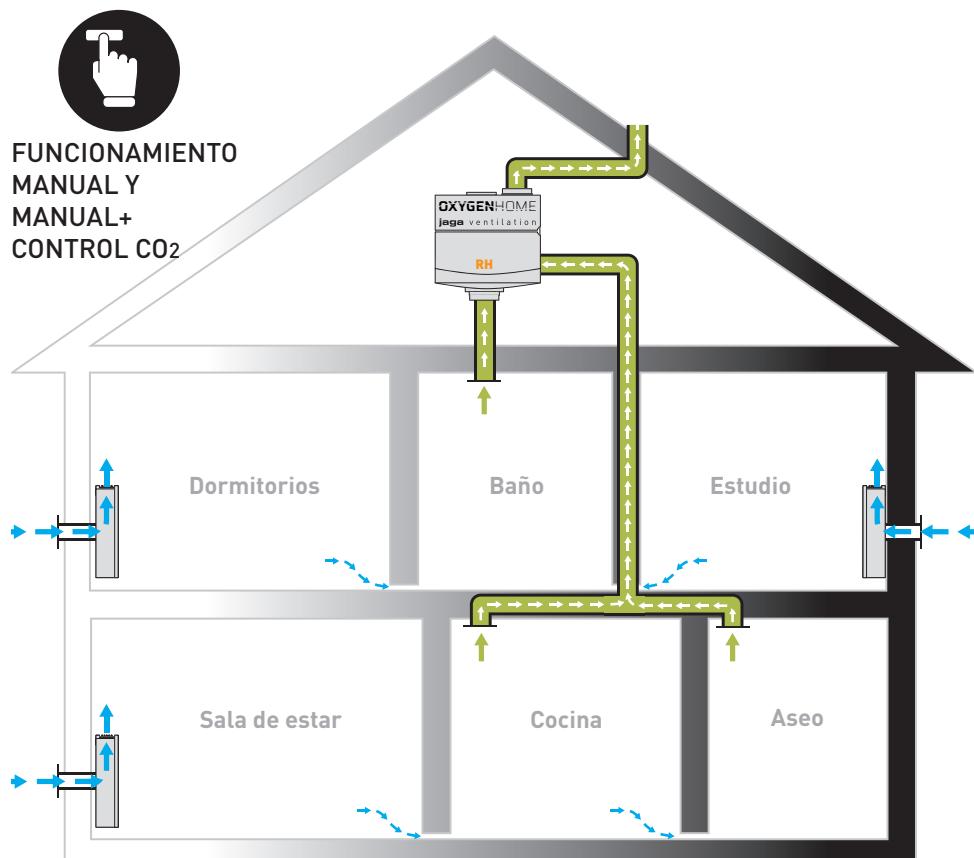 FUNCIONAMIENTO
MANUAL Y
MANUAL+
CONTROL CO2
OXYGENHOME
jaga ventilation
RH
Dormitorios
Baño
Estudio
Sala de estar
Cocina
Aseo